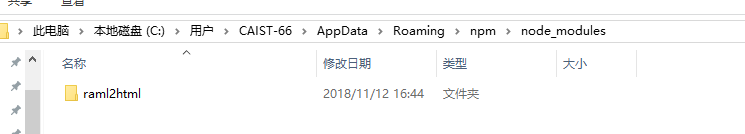 共享 查看
此电脑 > 本地磁盘 (C:) > 用户 > CAIST-66 > AppData > Roaming > npm > node_modules
名称 修改日期 类型 大小
raml2html 2018/11/12 16:44 文件夹